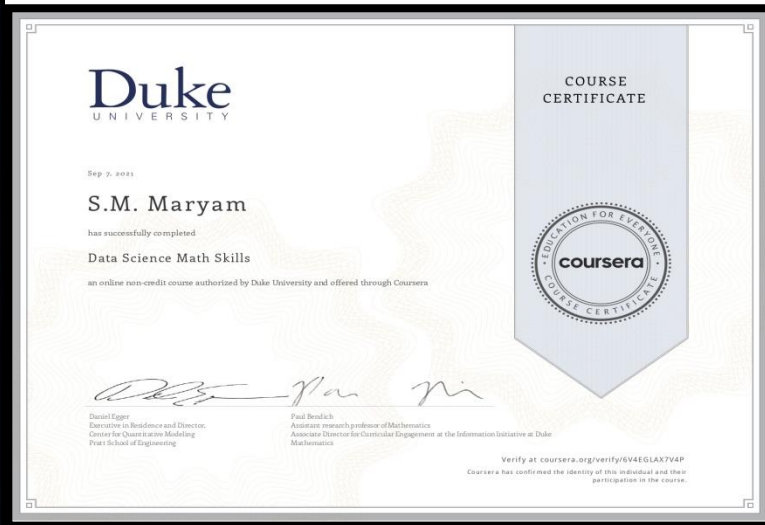 Duke
UNIVERSITY
Sep 7, 2021
S.M. Maryam
has successfully completed
Data Science Math Skills
an online non-credit course authorized by Duke University and offered through Coursera
COURSE
CERTIFICATE
EDUCATION FOR EVERYONE
coursera
COURSE CERTIFICATE
Daniel Egger
Executive in Residence and Director,
Center for Quantitative Modeling
Pratt School of Engineering
Paul Bendich
Assistant research professor of Mathematics
Associate Director for Curricular Engagement at the Information Initiative at Duke
Mathematics
Verify at coursera.org/verify/6V4EGLAX7V4P
Coursera has confirmed the identity of this individual and their
participation in the course.